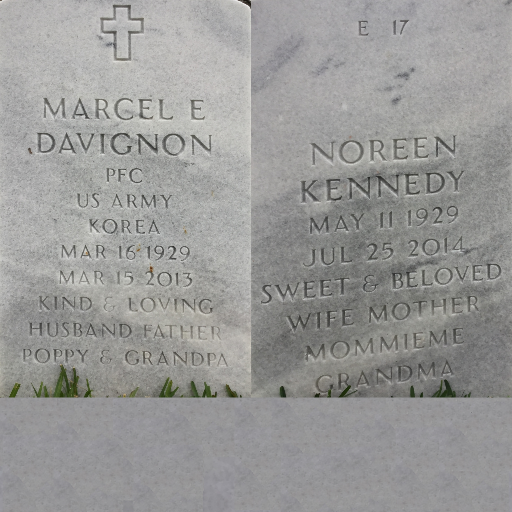 MARCEL E
DAVIGNON
PFC
US ARMY
KOREA
MAR 16 1929
MAR 15 2013
KIND & LOVING
HUSBAND FATHER
POPPY & GRANDPA
E 17
NOREEN
KENNEDY
MAY 11 1929
JUL 25 2014
SWEET & BELOVED
WIFE MOTHER
MOMMIEME
GRANDMA